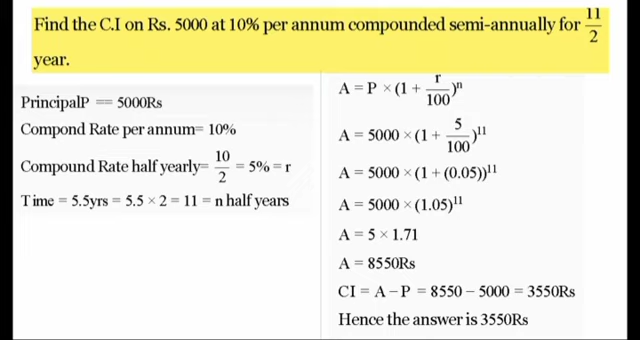 Find the C.I on Rs. 5000 at 10% per annum compounded semi-annually for 11/2
year.
PrincipalP == 5000Rs
Compond Rate per annum= 10%
Compound Rate half yearly= 10/2 = 5% = r
Time = 5.5yrs = 5.5 × 2 = 11 = n half years
A = P × (1 + r/100)ⁿ
A = 5000 × (1 + 5/100)¹¹
A = 5000 × (1 + (0.05))¹¹
A = 5000 × (1.05)¹¹
A = 5 × 1.71
A = 8550Rs
CI = A – P = 8550 – 5000 = 3550Rs
Hence the answer is 3550Rs